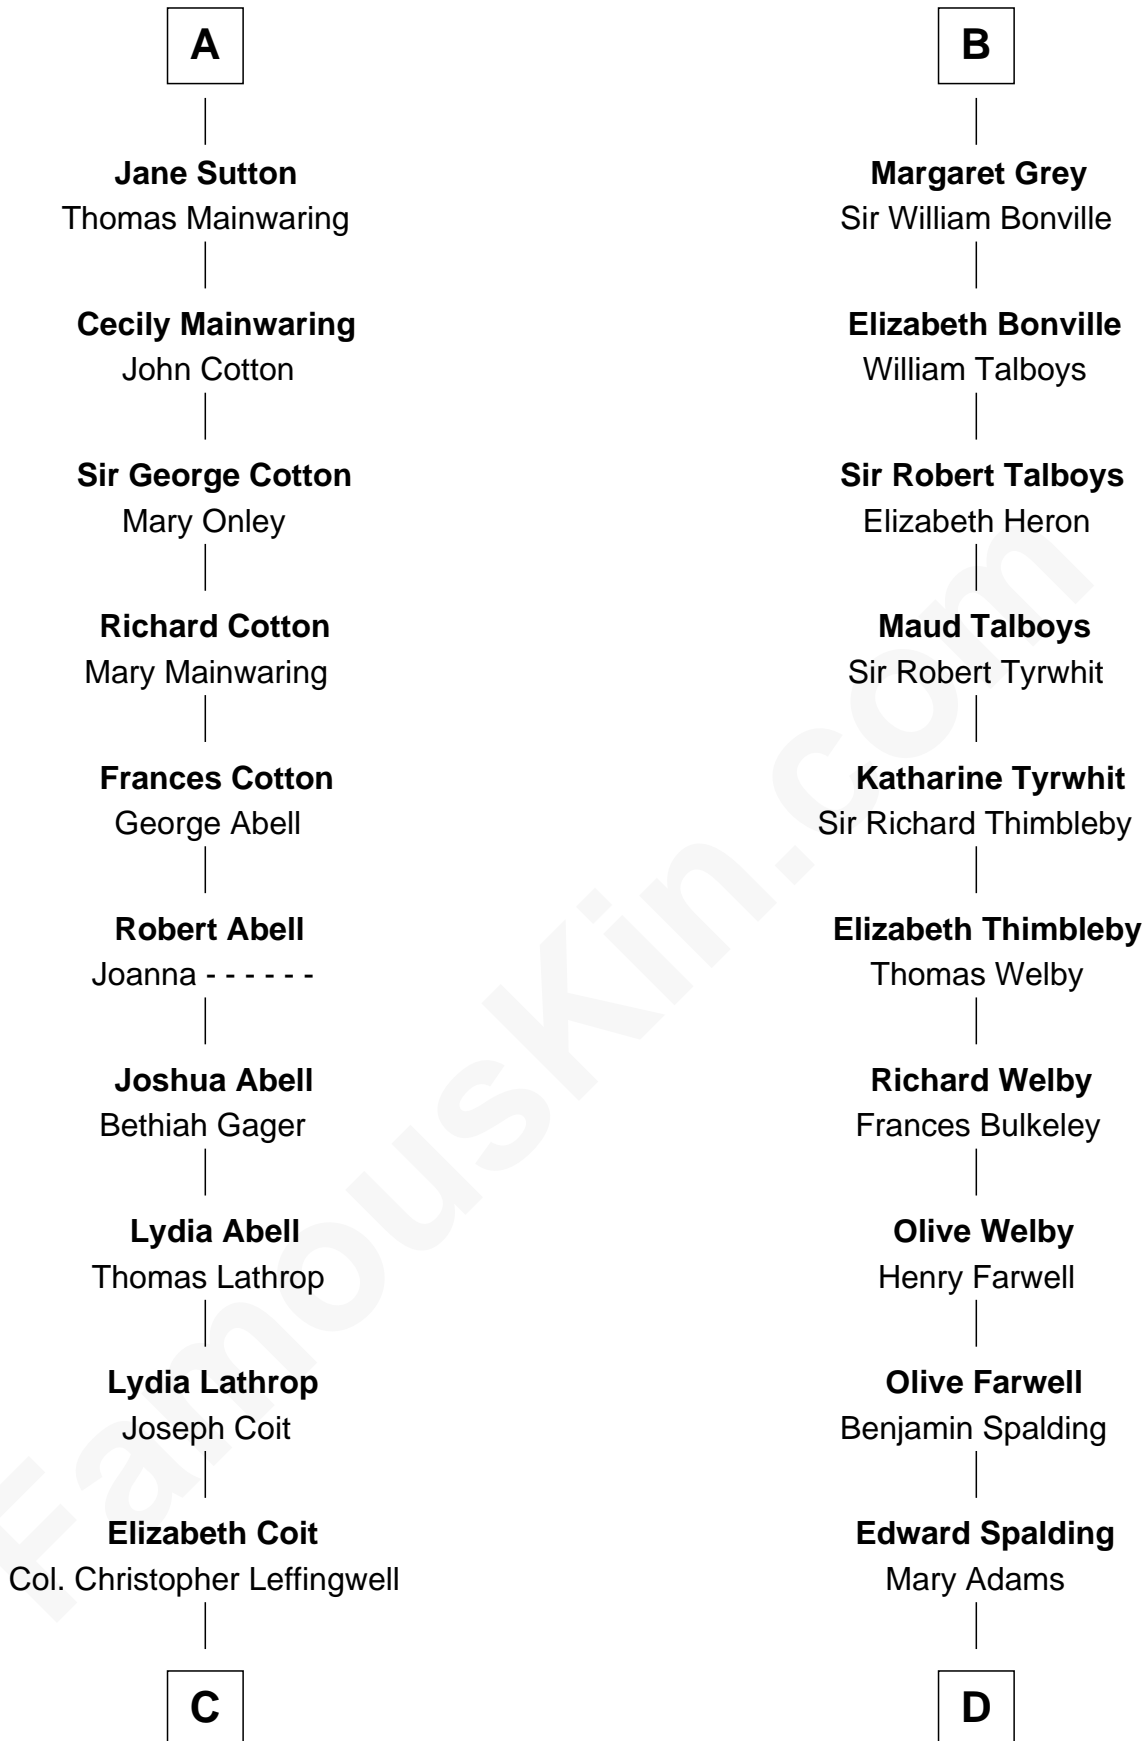 A
Jane Sutton
Thomas Mainwaring
Cecily Mainwaring
John Cotton
Sir George Cotton
Mary Onley
Richard Cotton
Mary Mainwaring
Frances Cotton
George Abell
Robert Abell
Joanna - - - - - -
Joshua Abell
Bethiah Gager
Lydia Abell
Thomas Lathrop
Lydia Lathrop
Joseph Coit
Elizabeth Coit
Col. Christopher Leffingwell
C
B
Margaret Grey
Sir William Bonville
Elizabeth Bonville
William Talboys
Sir Robert Talboys
Elizabeth Heron
Maud Talboys
Sir Robert Tyrwhit
Katharine Tyrwhit
Sir Richard Thimbleby
Elizabeth Thimbleby
Thomas Welby
Richard Welby
Frances Bulkeley
Olive Welby
Henry Farwell
Olive Farwell
Benjamin Spalding
Edward Spalding
Mary Adams
D
FamousKin.com